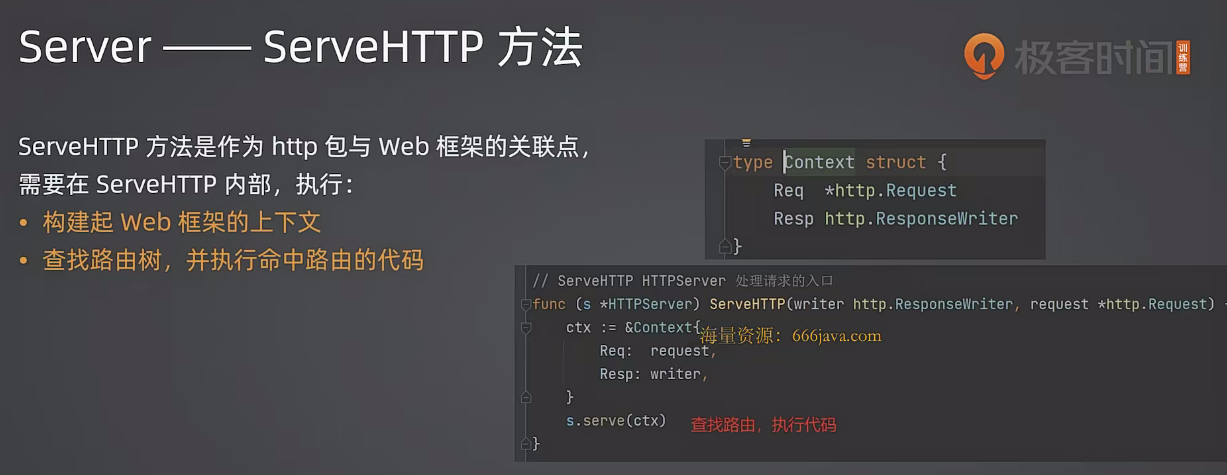 Server —— ServeHTTP 方法
极客时间 训练营
ServeHTTP 方法是作为 http 包与 Web 框架的关联点，
需要在 ServeHTTP 内部，执行：
• 构建起 Web 框架的上下文
• 查找路由树，并执行命中路由的代码
type Context struct {
Req *http.Request
Resp http.ResponseWriter
}
// ServeHTTP HTTPServer 处理请求的入口
func (s *HTTPServer) ServeHTTP(writer http.ResponseWriter, request *http.Request) {
ctx := &Context{
海量资源：666java.com
Req: request,
Resp: writer,
}
s.serve(ctx) 查找路由，执行代码
}